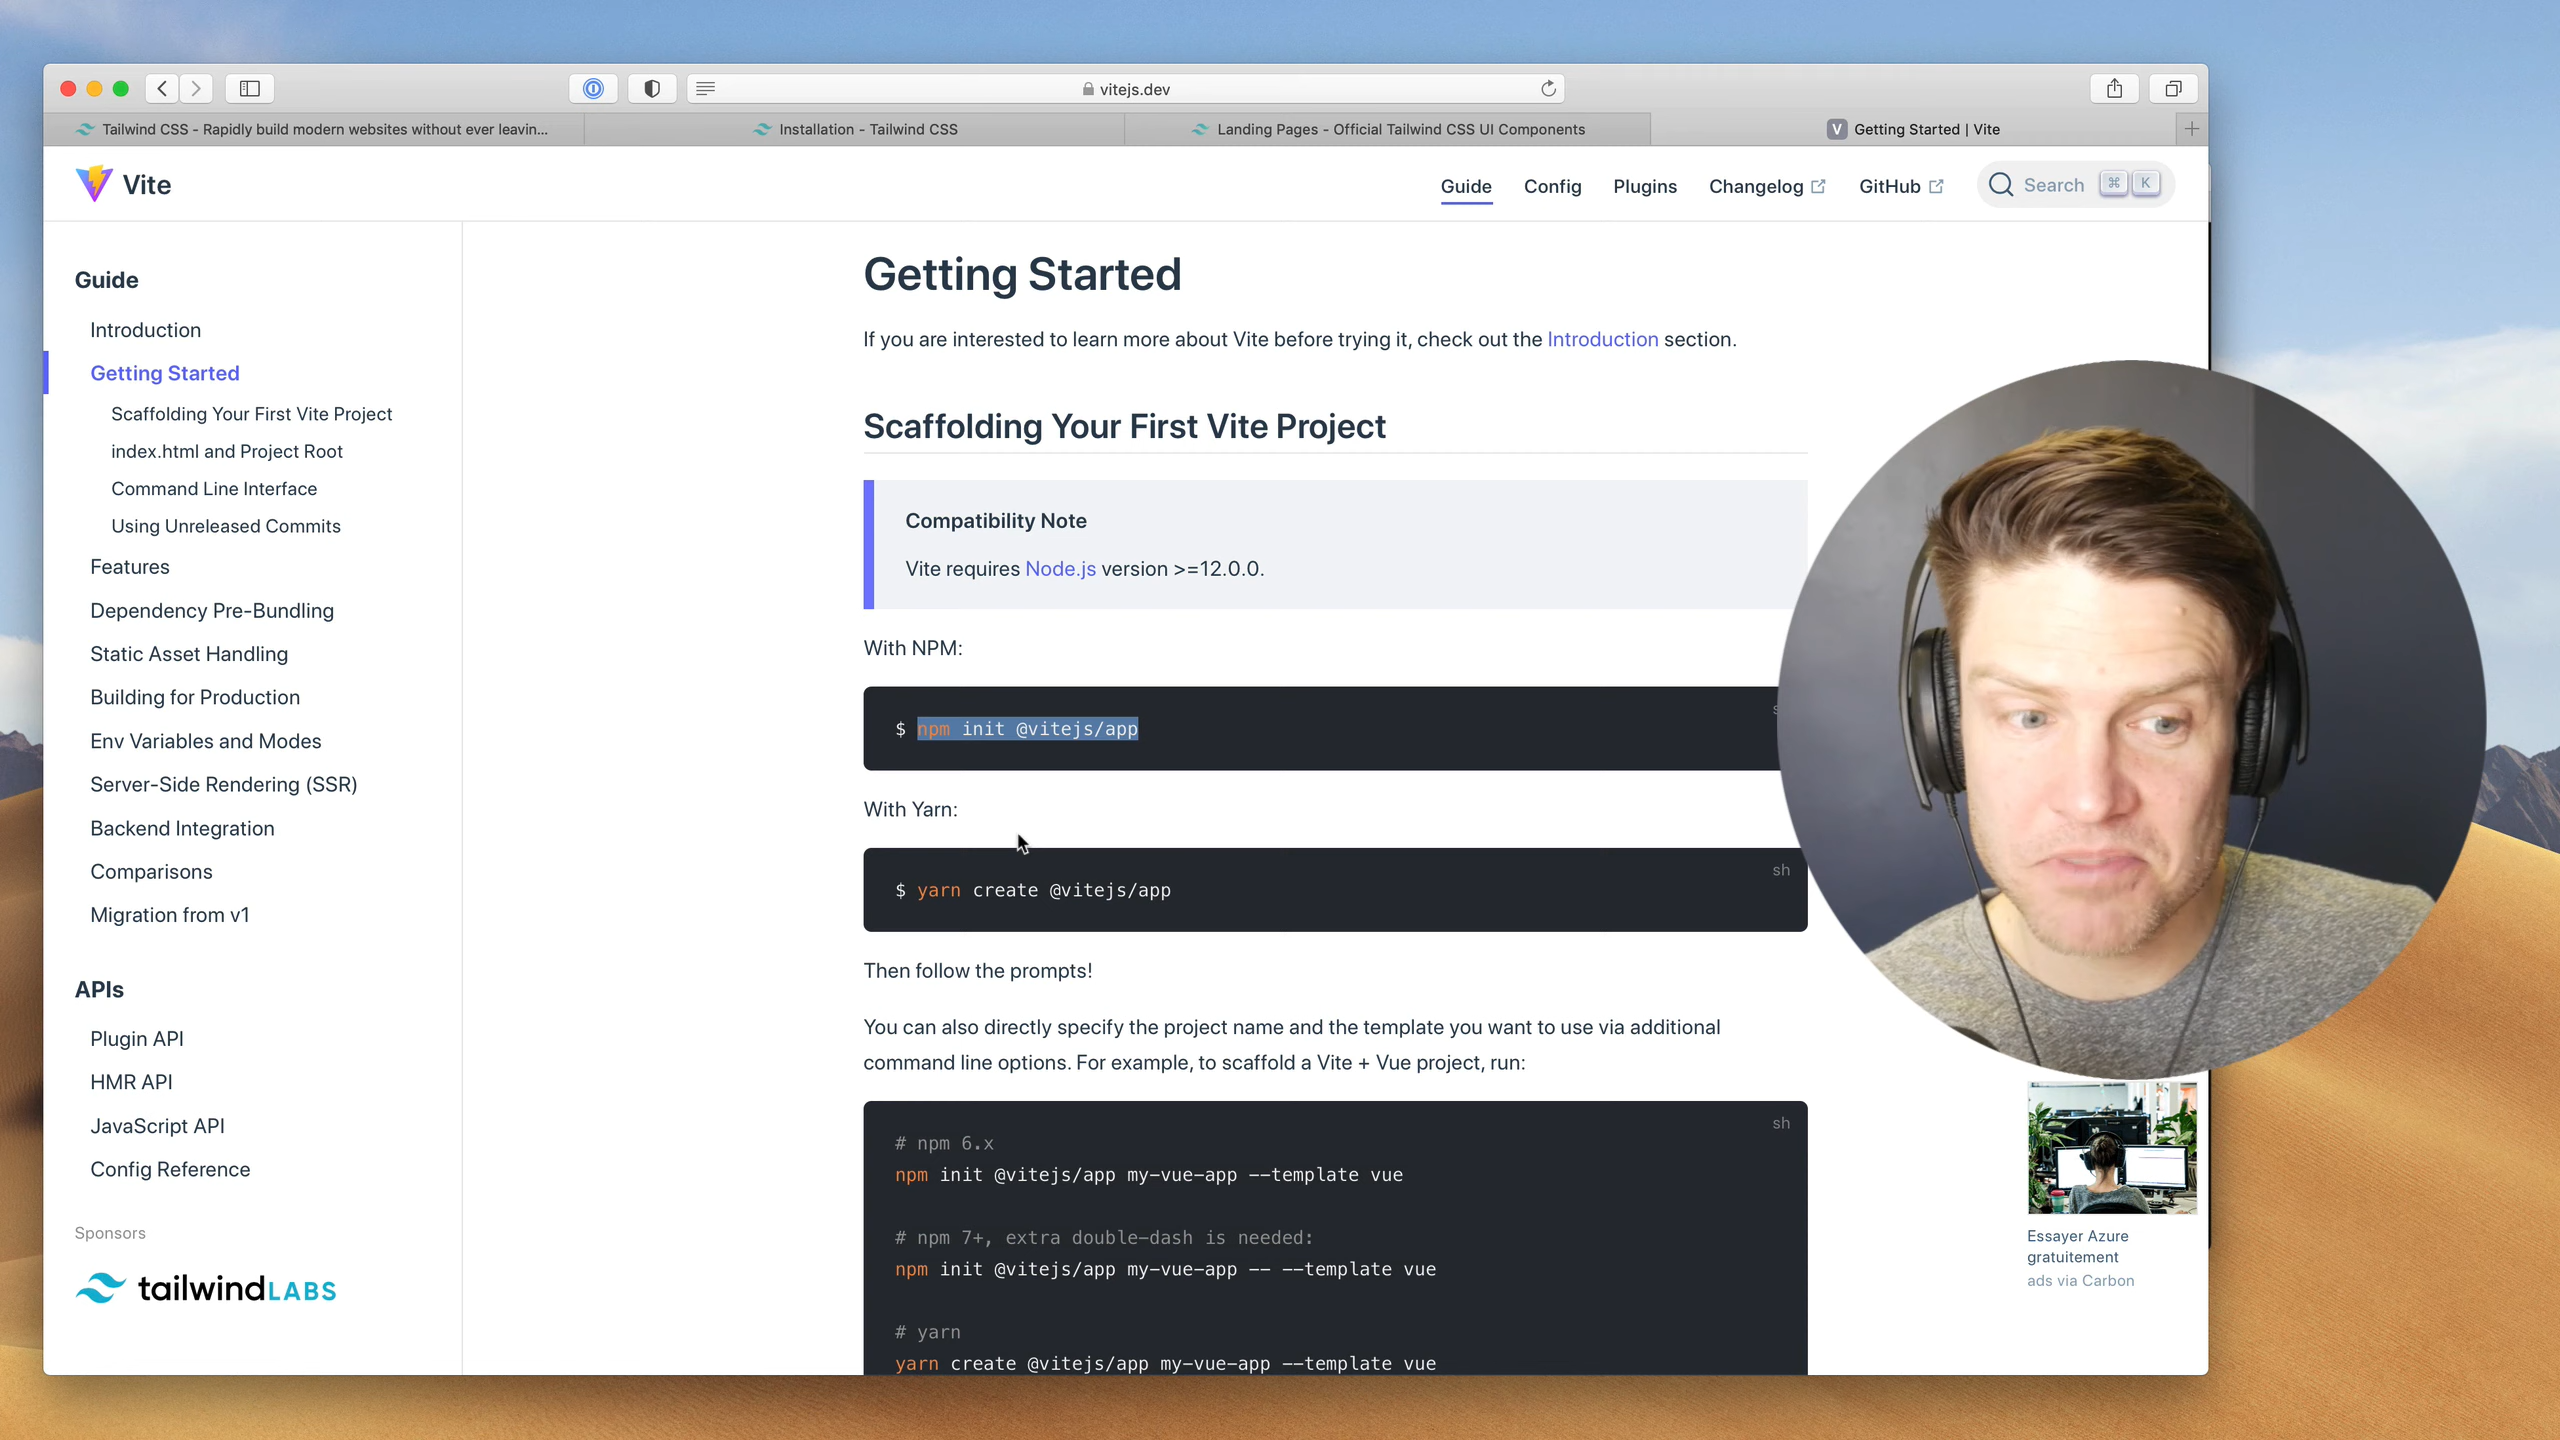 vitejs.dev
Tailwind CSS - Rapidly build modern websites without ever leavin...
Installation - Tailwind CSS
Landing Pages - Official Tailwind CSS UI Components
V Getting Started | Vite
Vite
Guide
Config
Plugins
Changelog
GitHub
Search ⌘ K
Guide
Introduction
Getting Started
Scaffolding Your First Vite Project
index.html and Project Root
Command Line Interface
Using Unreleased Commits
Features
Dependency Pre-Bundling
Static Asset Handling
Building for Production
Env Variables and Modes
Server-Side Rendering (SSR)
Backend Integration
Comparisons
Migration from v1
APIs
Plugin API
HMR API
JavaScript API
Config Reference
Sponsors
tailwindLABS
Getting Started
If you are interested to learn more about Vite before trying it, check out the Introduction section.
Scaffolding Your First Vite Project
Compatibility Note
Vite requires Node.js version >=12.0.0.
With NPM:
$ npm init @vitejs/app
With Yarn:
sh
$ yarn create @vitejs/app
Then follow the prompts!
You can also directly specify the project name and the template you want to use via additional
command line options. For example, to scaffold a Vite + Vue project, run:
sh
# npm 6.x
npm init @vitejs/app my-vue-app --template vue
# npm 7+, extra double-dash is needed:
npm init @vitejs/app my-vue-app -- --template vue
# yarn
yarn create @vitejs/app my-vue-app --template vue
Essayer Azure
gratuitement
ads via Carbon